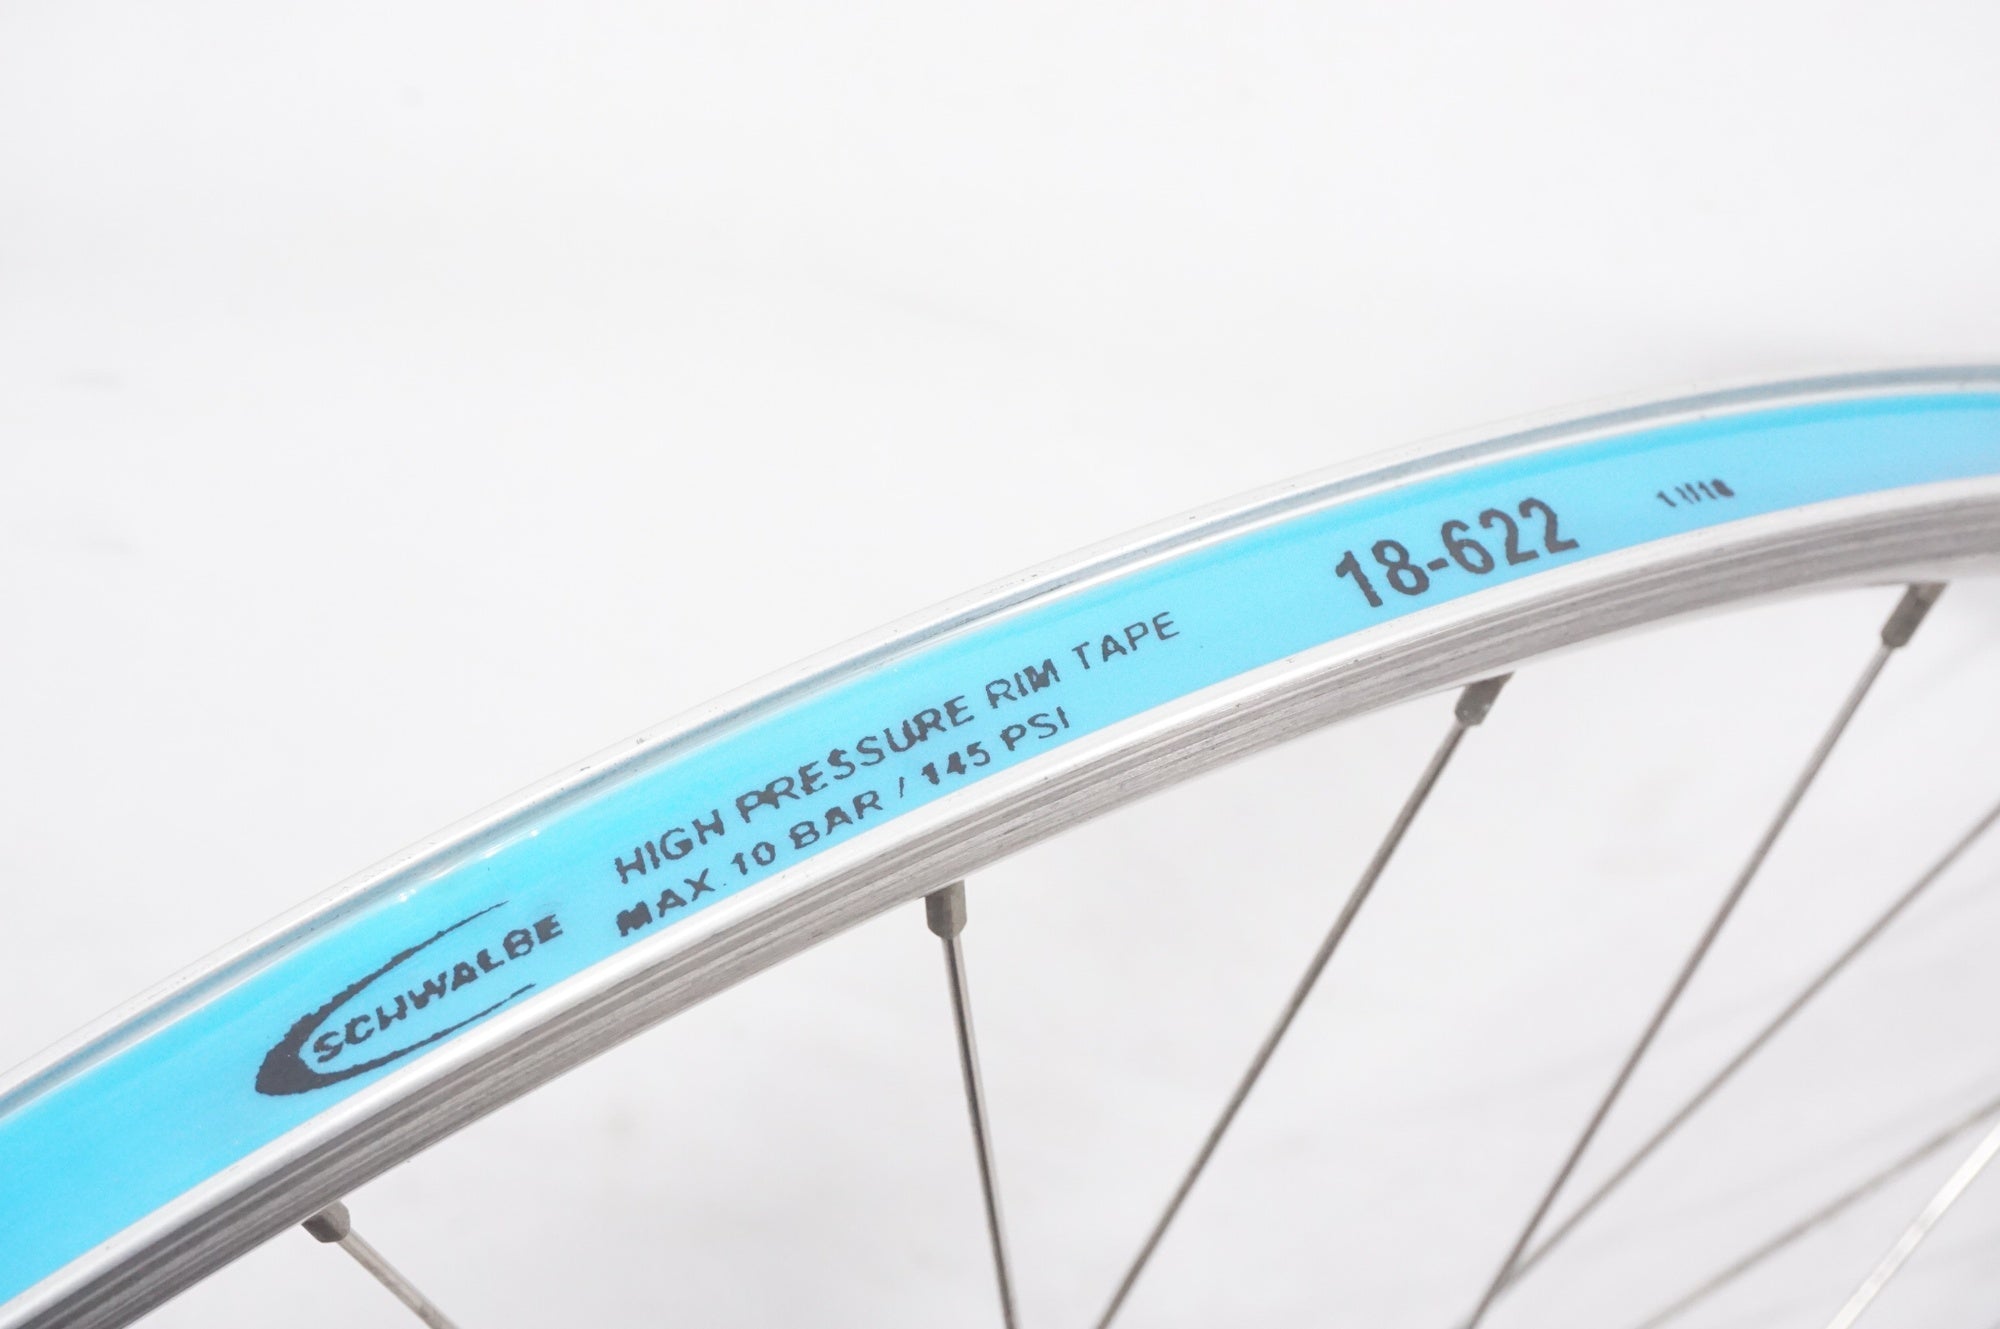 SCHWALBE
HIGH PRESSURE RIM TAPE
MAX. 10 BAR / 145 PSI
18-622